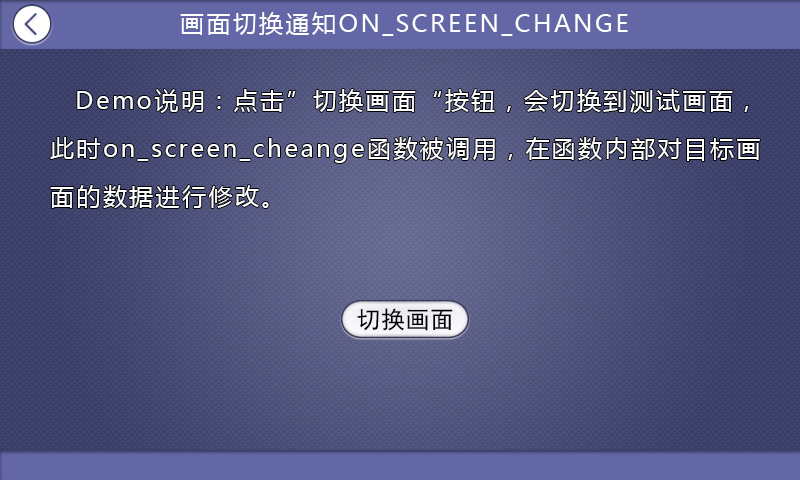 画面切换通知ON_SCREEN_CHANGE
Demo说明：点击”切换画面“按钮，会切换到测试画面，
此时on_screen_cheange函数被调用，在函数内部对目标画
面的数据进行修改。
切换画面